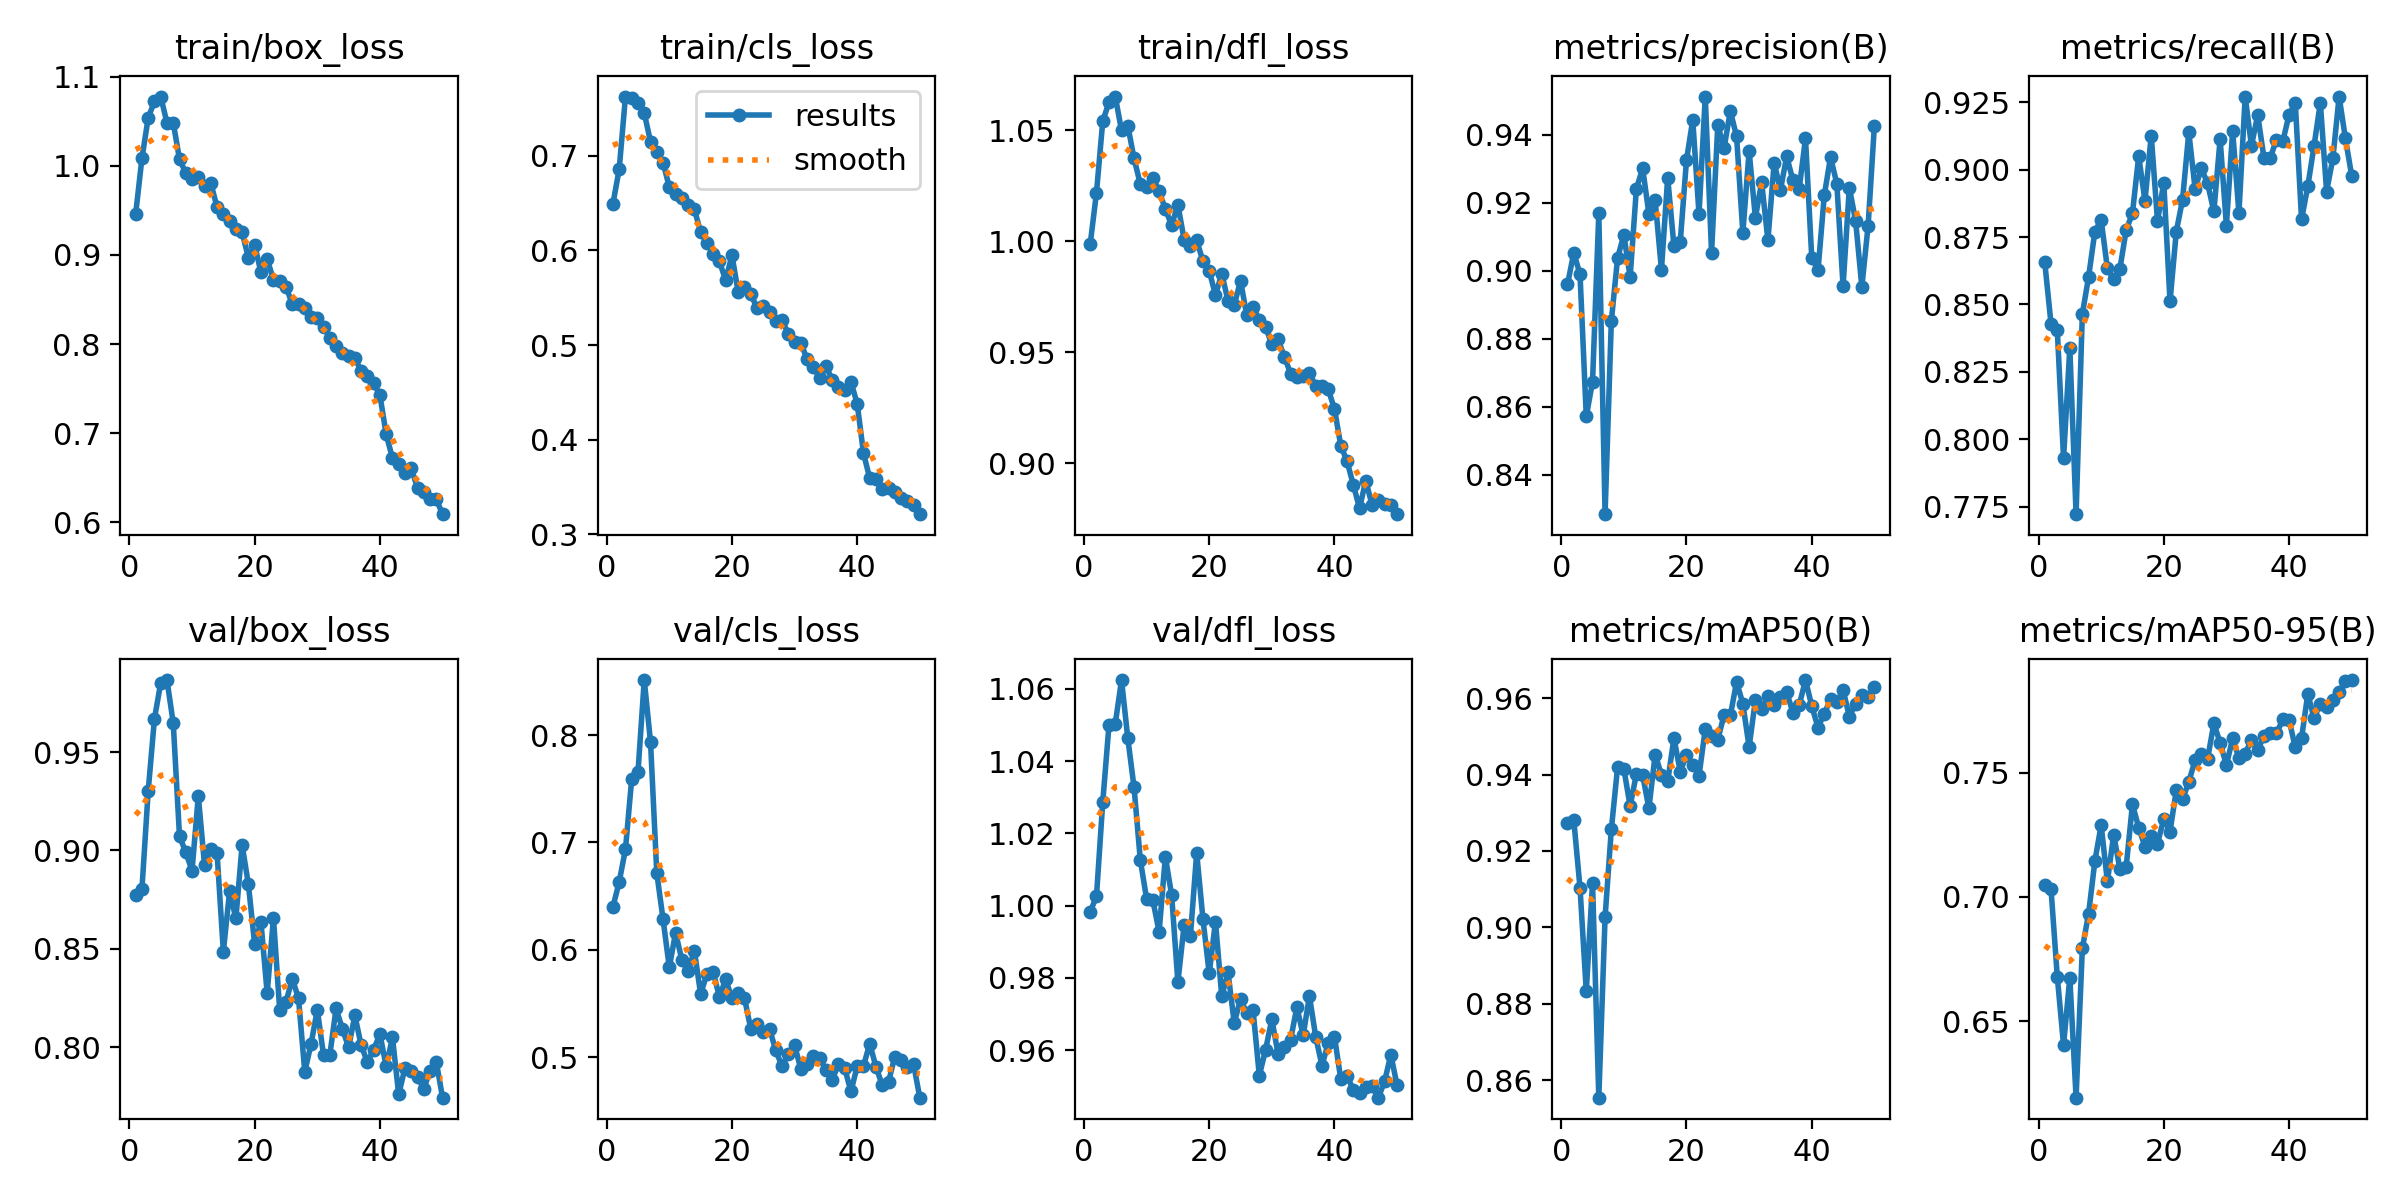 train/box_loss
1.1
1.0
0.9
0.8
0.7
0.6
0 20 40
train/cls_loss
results
smooth
0.7
0.6
0.5
0.4
0.3
0 20 40
train/dfl_loss
1.05
1.00
0.95
0.90
0 20 40
metrics/precision(B)
0.94
0.92
0.90
0.88
0.86
0.84
0 20 40
metrics/recall(B)
0.925
0.900
0.875
0.850
0.825
0.800
0.775
0 20 40
val/box_loss
0.95
0.90
0.85
0.80
0 20 40
val/cls_loss
0.8
0.7
0.6
0.5
0 20 40
val/dfl_loss
1.06
1.04
1.02
1.00
0.98
0.96
0 20 40
metrics/mAP50(B)
0.96
0.94
0.92
0.90
0.88
0.86
0 20 40
metrics/mAP50-95(B)
0.75
0.70
0.65
0 20 40